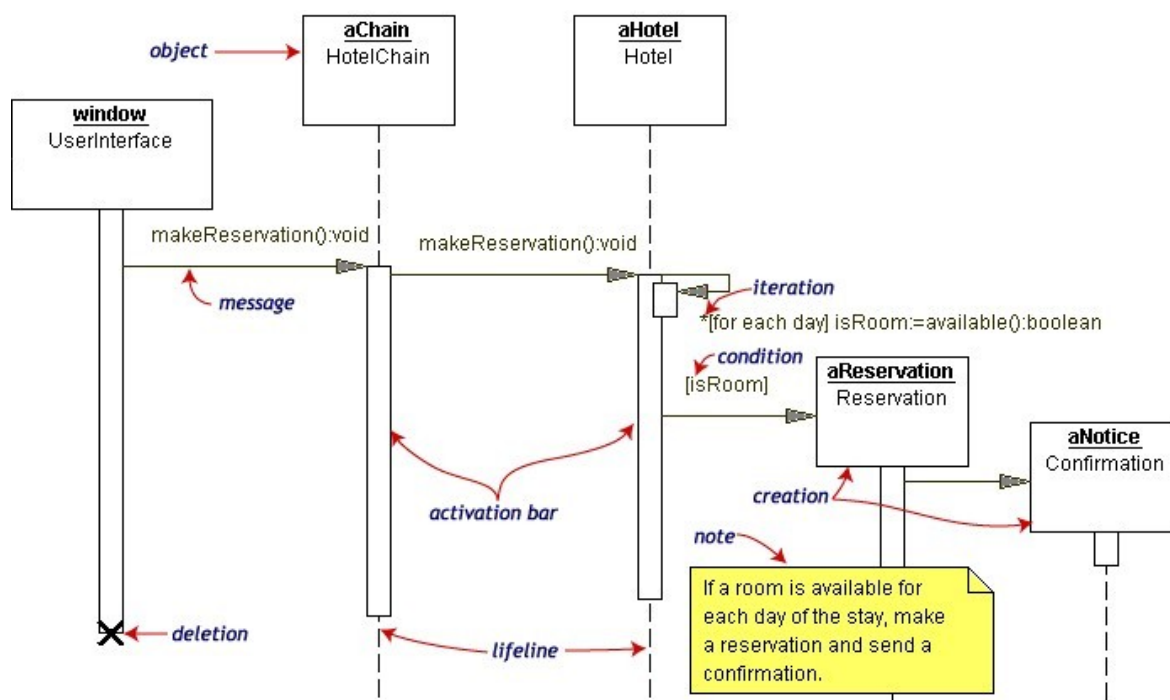 aChain
HotelChain
aHotel
Hotel
object
window
UserInterface
makeReservation():void
makeReservation():void
message
iteration
*[for each day] isRoom:=available():boolean
condition
[isRoom]
aReservation
Reservation
aNotice
Confirmation
activation bar
creation
note
If a room is available for
each day of the stay, make
a reservation and send a
confirmation.
deletion
lifeline